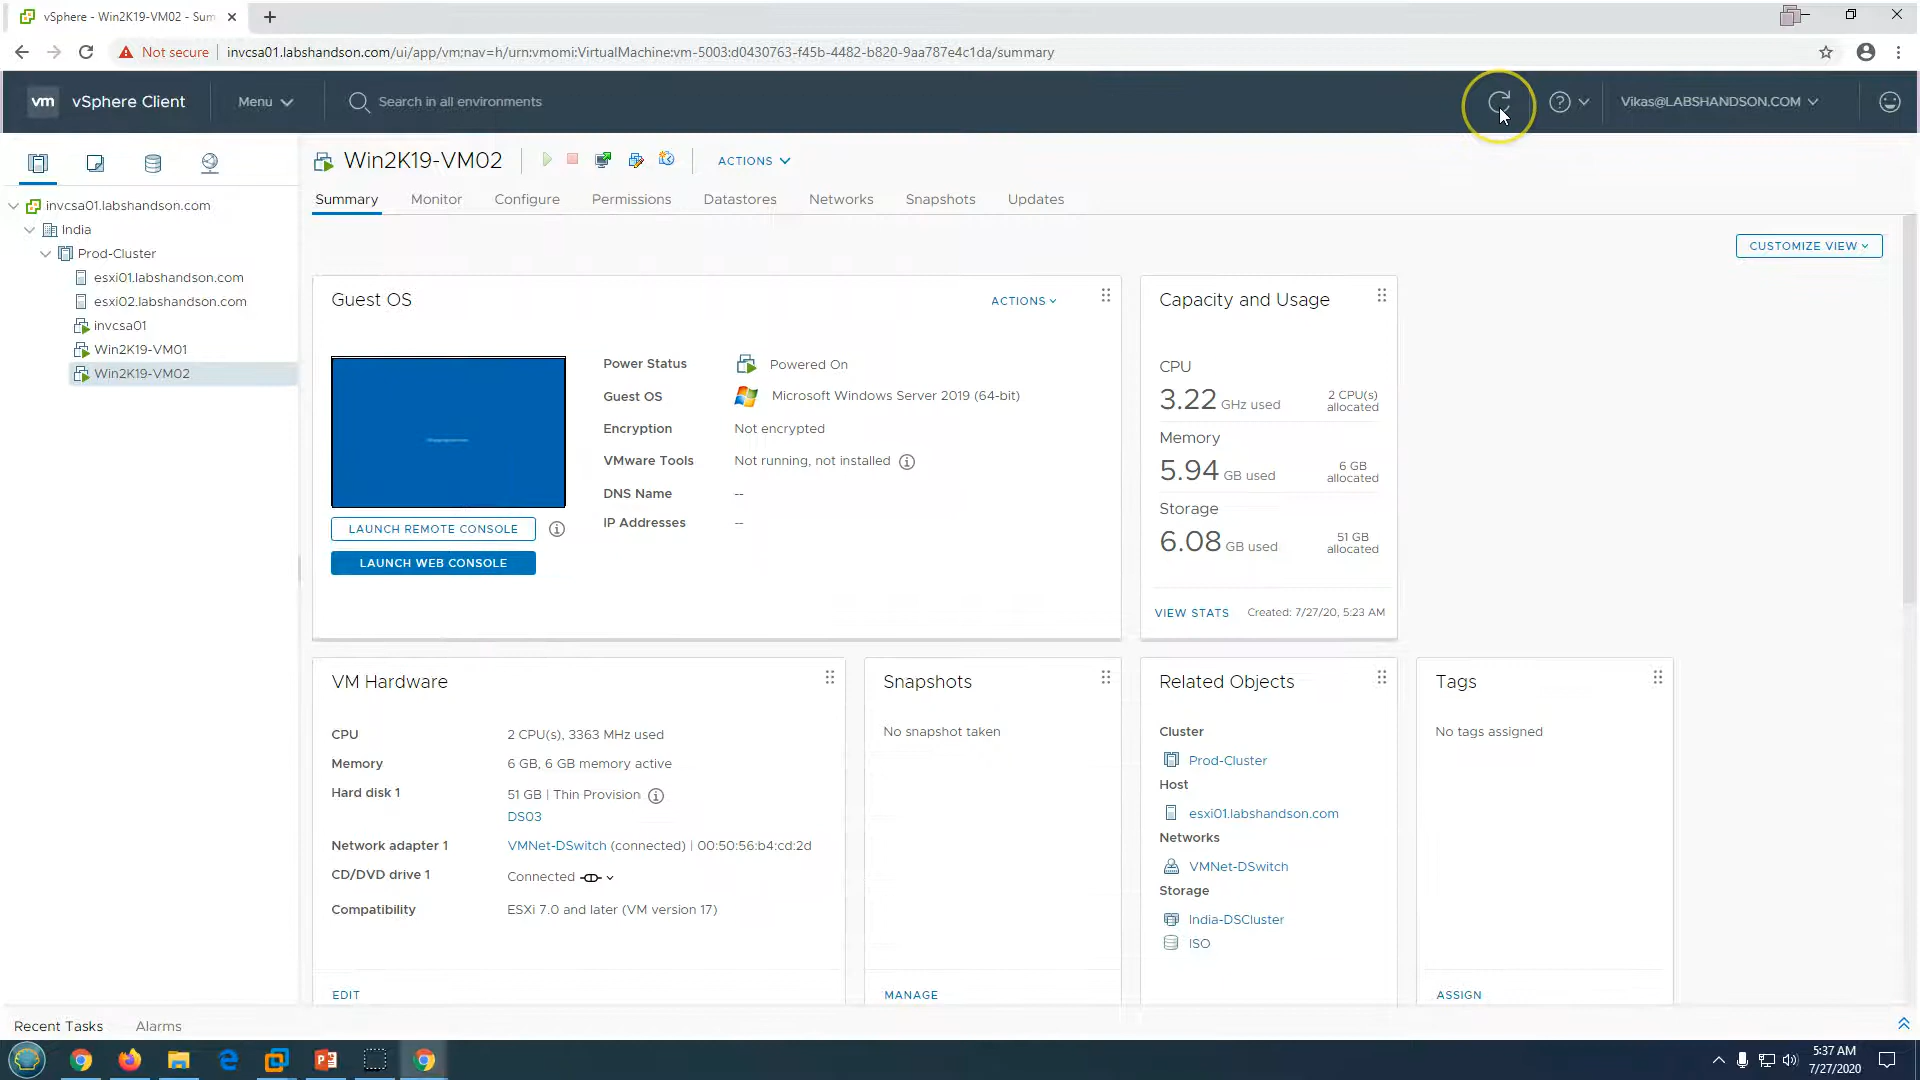 vSphere - Win2K19-VM02 - Sum
Not secure
invcsa01.labshandson.com/ui/app/vm;nav=h/urn:vmomi:VirtualMachine:vm-5003:d0430763-f45b-4482-b820-9aa787e4c1da/summary
vm
vSphere Client
Menu
Search in all environments
Vikas@LABSHANDSON.COM
Win2K19-VM02
ACTIONS
Summary
Monitor
Configure
Permissions
Datastores
Networks
Snapshots
Updates
invcsa01.labshandson.com
India
Prod-Cluster
esxi01.labshandson.com
esxi02.labshandson.com
invcsa01
Win2K19-VM01
Win2K19-VM02
CUSTOMIZE VIEW
Guest OS
ACTIONS
Power Status
Powered On
Guest OS
Microsoft Windows Server 2019 (64-bit)
Encryption
Not encrypted
VMware Tools
Not running, not installed
DNS Name
--
IP Addresses
--
LAUNCH REMOTE CONSOLE
LAUNCH WEB CONSOLE
Capacity and Usage
CPU
3.22 GHz used
2 CPU(s) allocated
Memory
5.94 GB used
6 GB allocated
Storage
6.08 GB used
51 GB allocated
VIEW STATS
Created: 7/27/20, 5:23 AM
VM Hardware
CPU
2 CPU(s), 3363 MHz used
Memory
6 GB, 6 GB memory active
Hard disk 1
51 GB | Thin Provision
DS03
Network adapter 1
VMNet-DSwitch (connected) | 00:50:56:b4:cd:2d
CD/DVD drive 1
Connected
Compatibility
ESXi 7.0 and later (VM version 17)
EDIT
Snapshots
No snapshot taken
MANAGE
Related Objects
Cluster
Prod-Cluster
Host
esxi01.labshandson.com
Networks
VMNet-DSwitch
Storage
India-DSCluster
ISO
Tags
No tags assigned
ASSIGN
Recent Tasks
Alarms
5:37 AM
7/27/2020